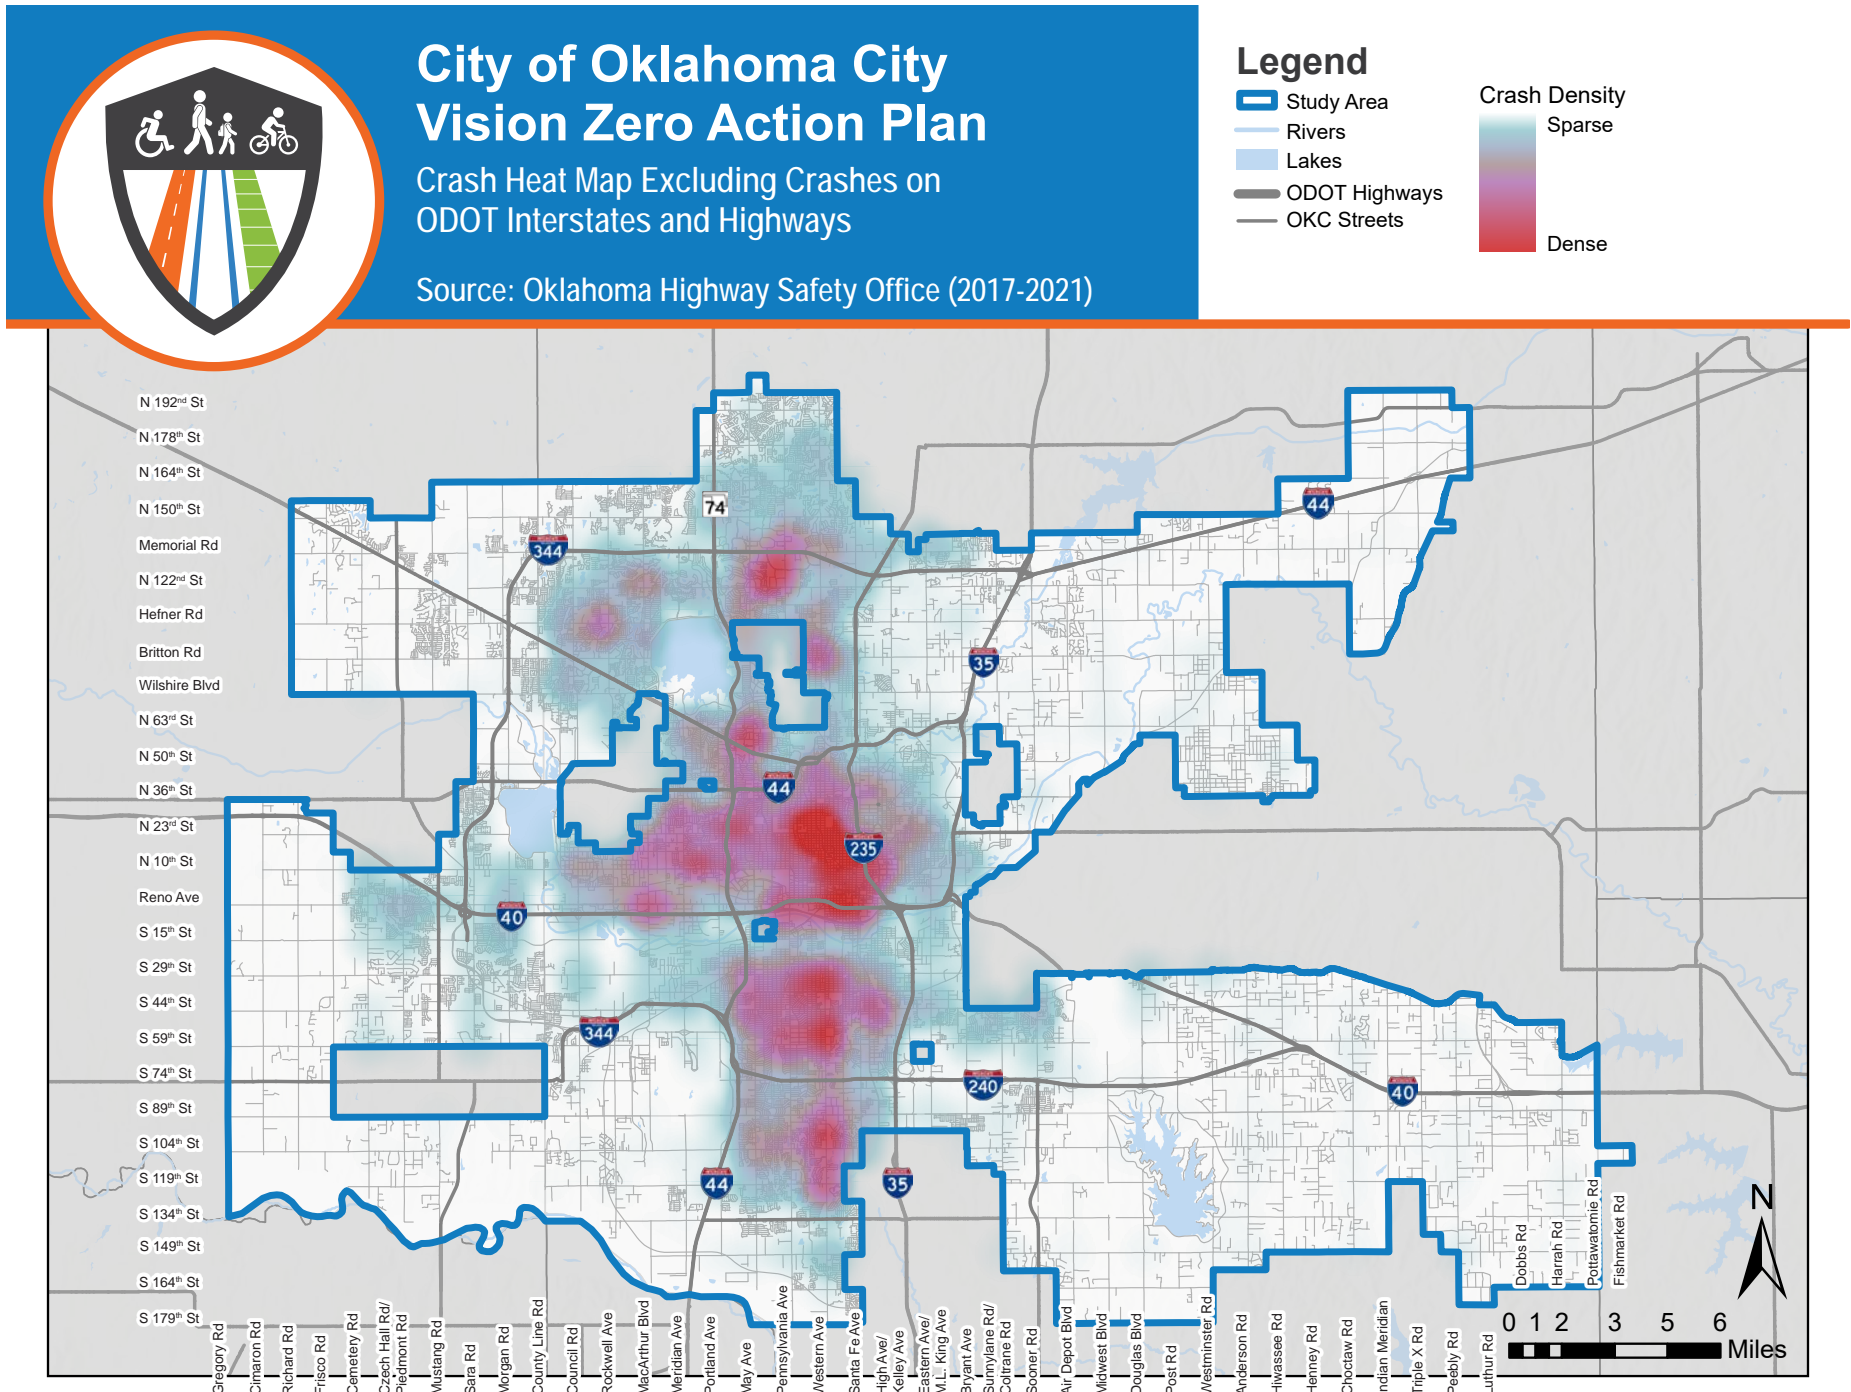 City of Oklahoma City
Vision Zero Action Plan
Crash Heat Map Excluding Crashes on
ODOT Interstates and Highways
Source: Oklahoma Highway Safety Office (2017-2021)
Legend
Study Area
Rivers
Lakes
ODOT Highways
OKC Streets
Crash Density
Sparse
Dense
N 192nd St
N 178th St
N 164th St
N 150th St
Memorial Rd
N 122nd St
Hefner Rd
Britton Rd
Wilshire Blvd
N 63rd St
N 50th St
N 36th St
N 23rd St
N 10th St
Reno Ave
S 15th St
S 29th St
S 44th St
S 59th St
S 74th St
S 89th St
S 104th St
S 119th St
S 134th St
S 149th St
S 164th St
S 179th St
74
344
44
35
44
235
40
344
240
40
44
35
Gregory Rd
Cimaron Rd
Richard Rd
Frisco Rd
Cemetery Rd
Czech Hall Rd/
Piedmont Rd
Mustang Rd
Sara Rd
Morgan Rd
County Line Rd
Council Rd
Rockwell Ave
MacArthur Blvd
Meridian Ave
Portland Ave
May Ave
Pennsylvania Ave
Western Ave
Santa Fe Ave
High Ave/
Kelley Ave
Eastern Ave/
M.L. King Ave
Bryant Ave
Sunnylane Rd/
Coltrane Rd
Sooner Rd
Air Depot Blvd
Midwest Blvd
Douglas Blvd
Post Rd
Westminster Rd
Anderson Rd
Hiwassee Rd
Henney Rd
Choctaw Rd
Indian Meridian
Triple X Rd
Peebly Rd
Luthur Rd
Dobbs Rd
Harrah Rd
Pottawatomie Rd
Fishmarket Rd
N
0 1 2 3 5 6
Miles